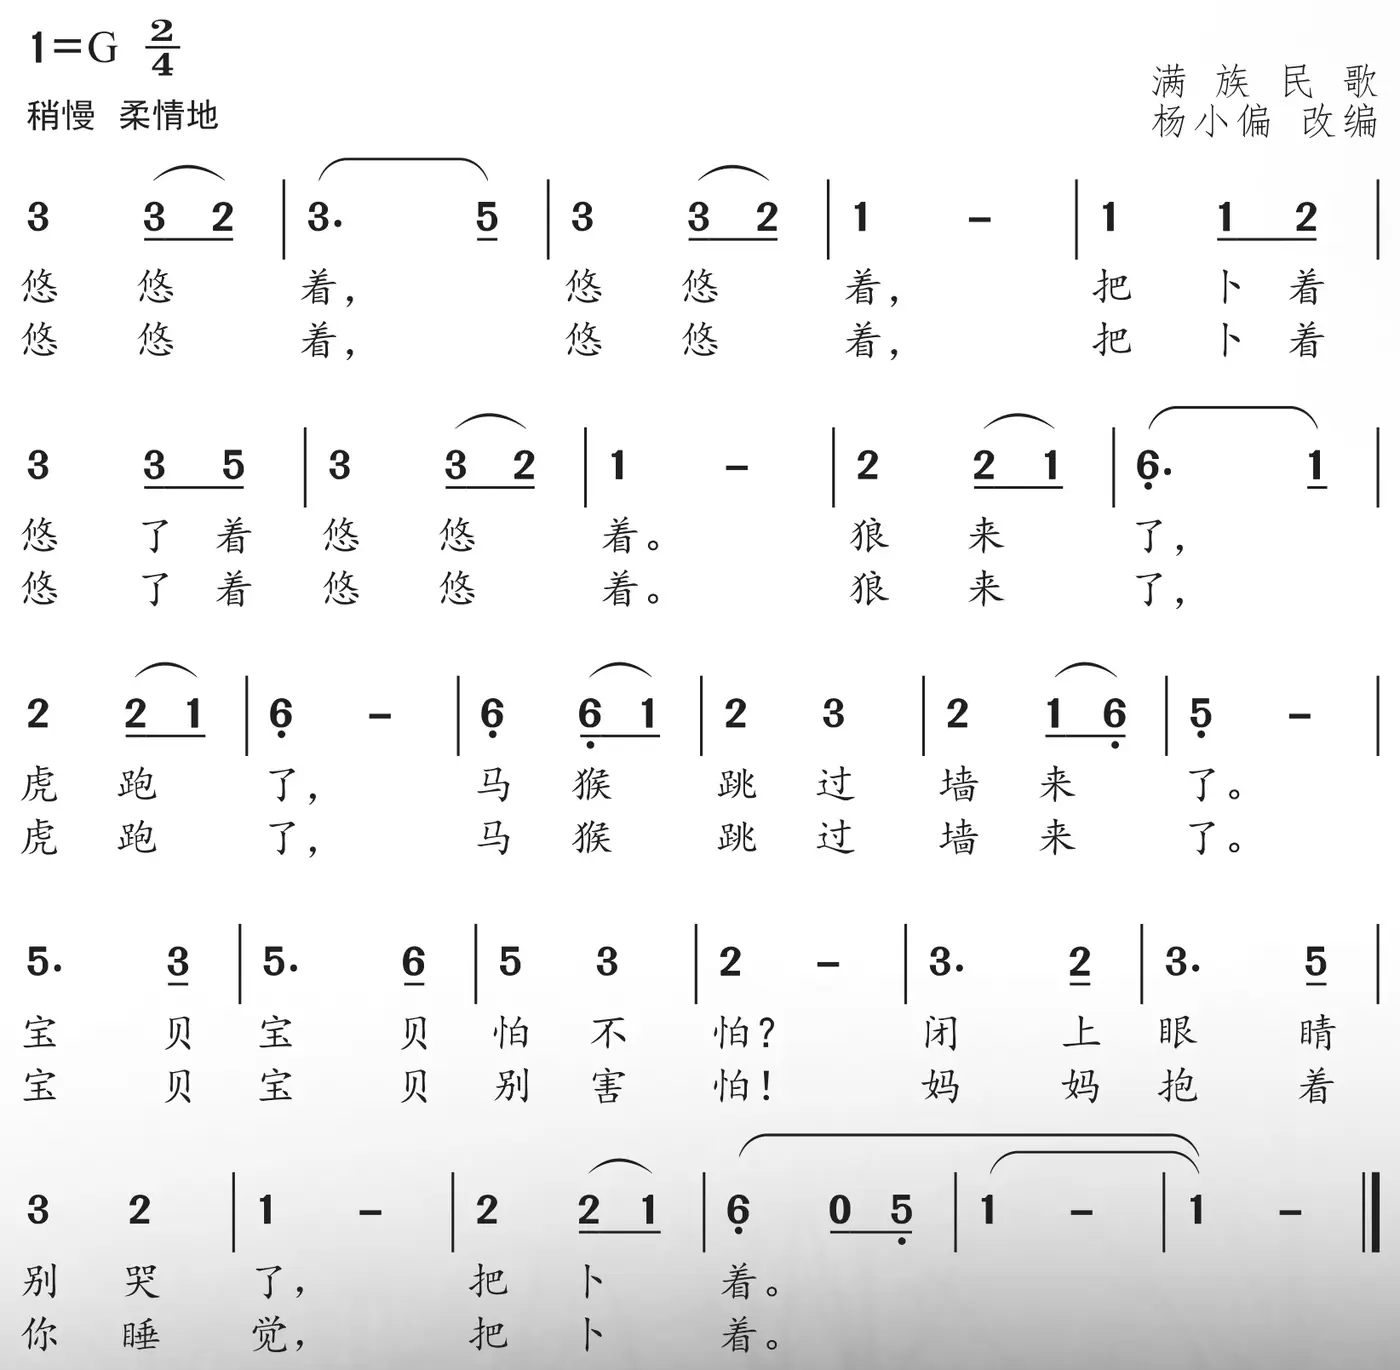 1=G 2/4
稍慢 柔情地
满族民歌
杨小偏 改编
3 3 2 | 3. 5 | 3 3 2 | 1 – | 1 1 2 |
悠 悠 着， 悠 悠 着， 把 卜 着
悠 悠 着， 悠 悠 着， 把 卜 着
3 3 5 | 3 3 2 | 1 – | 2 2 1 | 6. 1 |
悠 了 着 悠 悠 着。 狼 来 了，
悠 了 着 悠 悠 着。 狼 来 了，
2 2 1 | 6 – | 6 6 1 | 2 3 | 2 1 6 | 5 – |
虎 跑 了， 马 猴 跳 过 墙 来 了。
虎 跑 了， 马 猴 跳 过 墙 来 了。
5. 3 | 5. 6 | 5 3 | 2 – | 3. 2 | 3. 5 |
宝 贝 宝 贝 怕 不 怕？ 闭 上 眼 睛
宝 贝 宝 贝 别 害 怕！ 妈 妈 抱 着
3 2 | 1 – | 2 2 1 | 6 0 5 | 1 – | 1 – ‖
别 哭 了， 把 卜 着。
你 睡 觉， 把 卜 着。